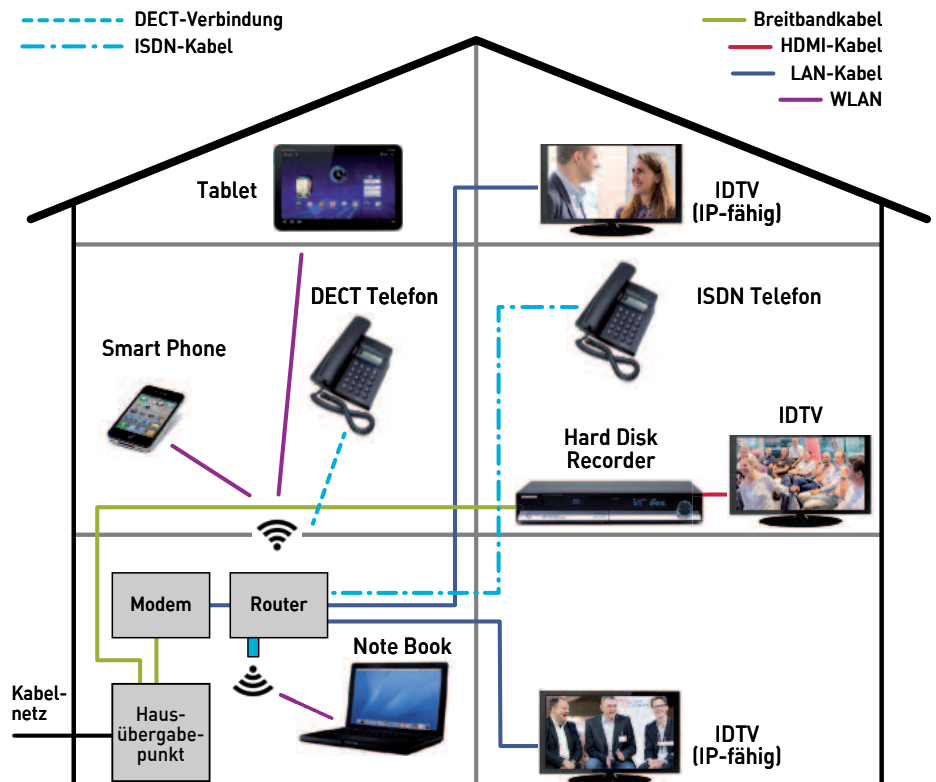 DECT-Verbindung
ISDN-Kabel
Breitbandkabel
HDMI-Kabel
LAN-Kabel
WLAN
Tablet
IDTV
(IP-fähig)
DECT Telefon
ISDN Telefon
Smart Phone
IDTV
Hard Disk
Recorder
Modem
Router
Note Book
Kabel-
netz
Haus-
übergabe-
punkt
IDTV
(IP-fähig)